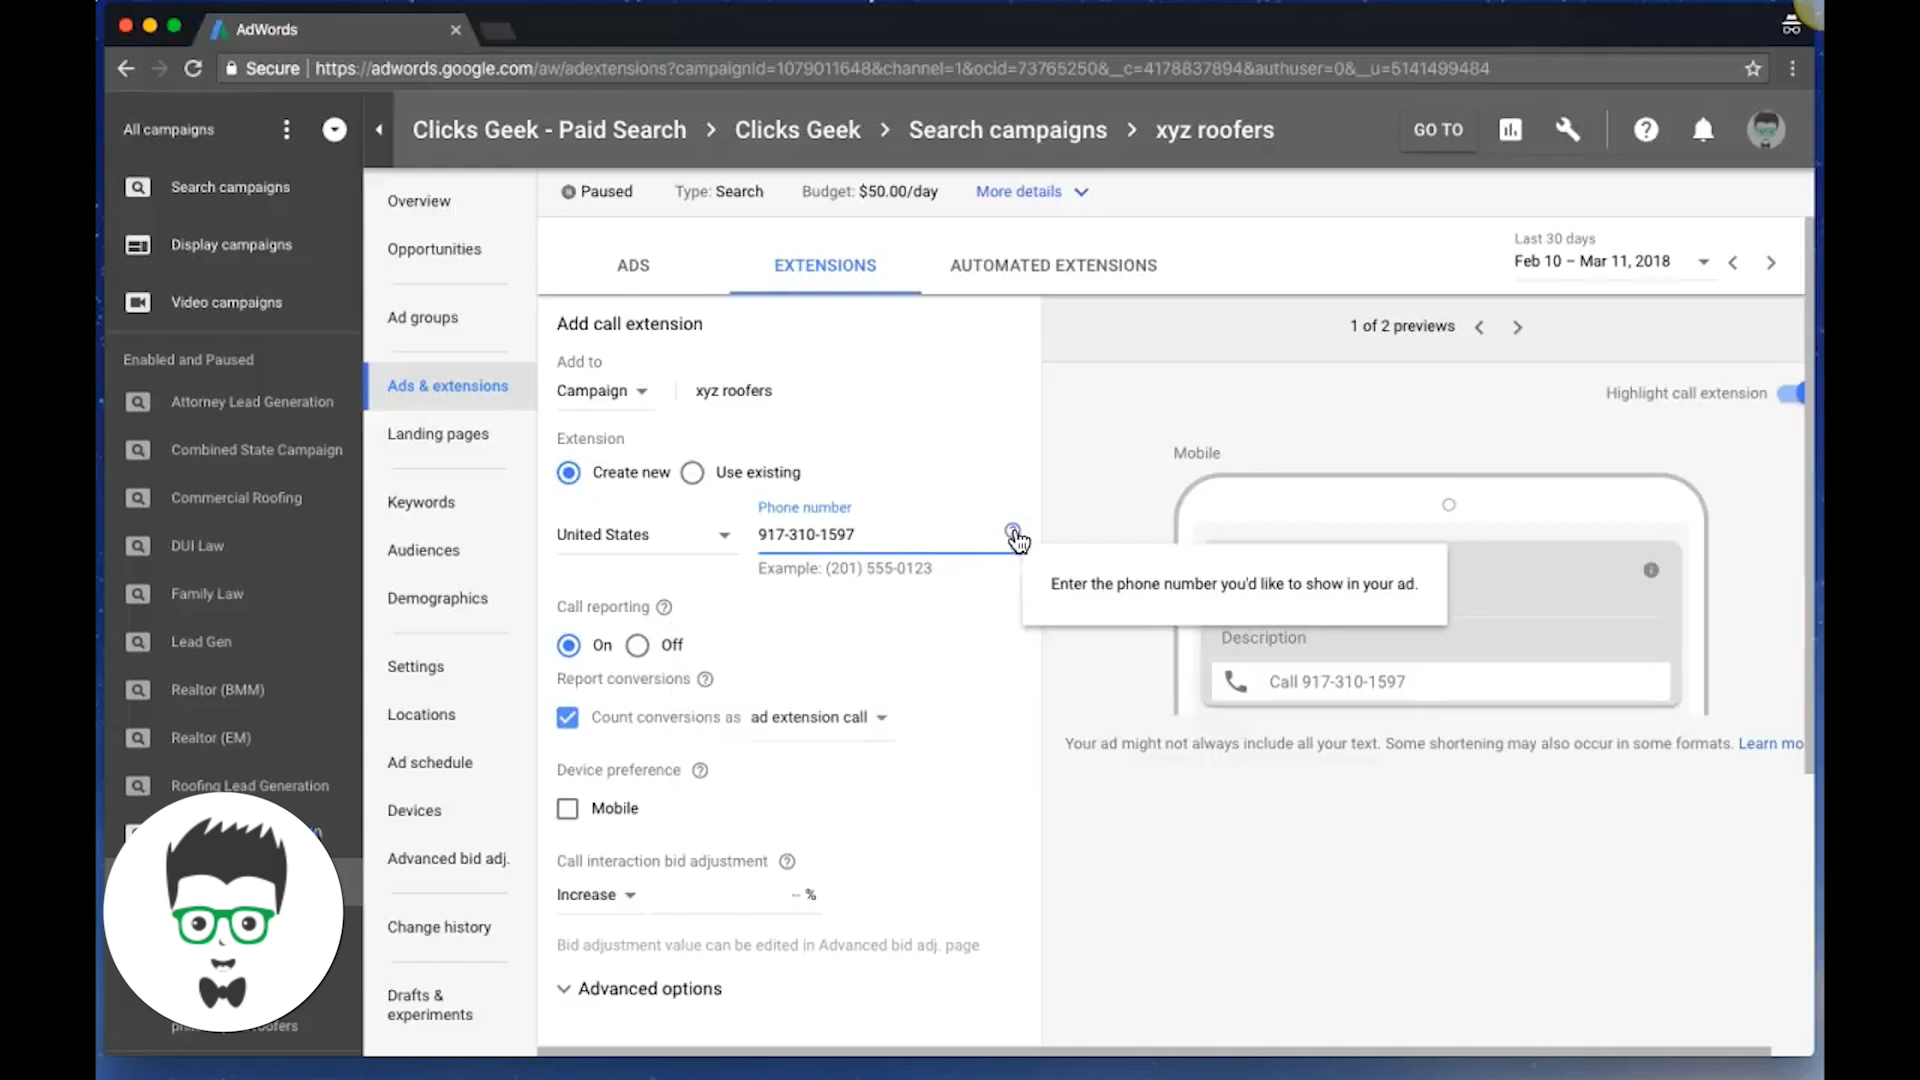 AdWords
Secure
https://adwords.google.com/aw/adextensions?campaignId=1079011648&channel=1&ocid=73765250&__c=4178837894&authuser=0&__u=5141499484
All campaigns
Clicks Geek - Paid Search > Clicks Geek > Search campaigns > xyz roofers
GO TO
Search campaigns
Display campaigns
Video campaigns
Enabled and Paused
Attorney Lead Generation
Combined State Campaign
Commercial Roofing
DUI Law
Family Law
Lead Gen
Realtor (BMM)
Realtor (EM)
Roofing Lead Generation
Overview
Opportunities
Ad groups
Ads & extensions
Landing pages
Keywords
Audiences
Demographics
Settings
Locations
Ad schedule
Devices
Advanced bid adj.
Change history
Drafts &
experiments
Paused
Type: Search
Budget: $50.00/day
More details
ADS
EXTENSIONS
AUTOMATED EXTENSIONS
Last 30 days
Feb 10 – Mar 11, 2018
Add call extension
Add to
Campaign
xyz roofers
Extension
Create new
Use existing
United States
Phone number
917-310-1597
Example: (201) 555-0123
Call reporting
On
Off
Report conversions
Count conversions as ad extension call
Device preference
Mobile
Call interaction bid adjustment
Increase
-- %
Bid adjustment value can be edited in Advanced bid adj. page
Advanced options
1 of 2 previews
Highlight call extension
Mobile
Enter the phone number you'd like to show in your ad.
Description
Call 917-310-1597
Your ad might not always include all your text. Some shortening may also occur in some formats. Learn mo